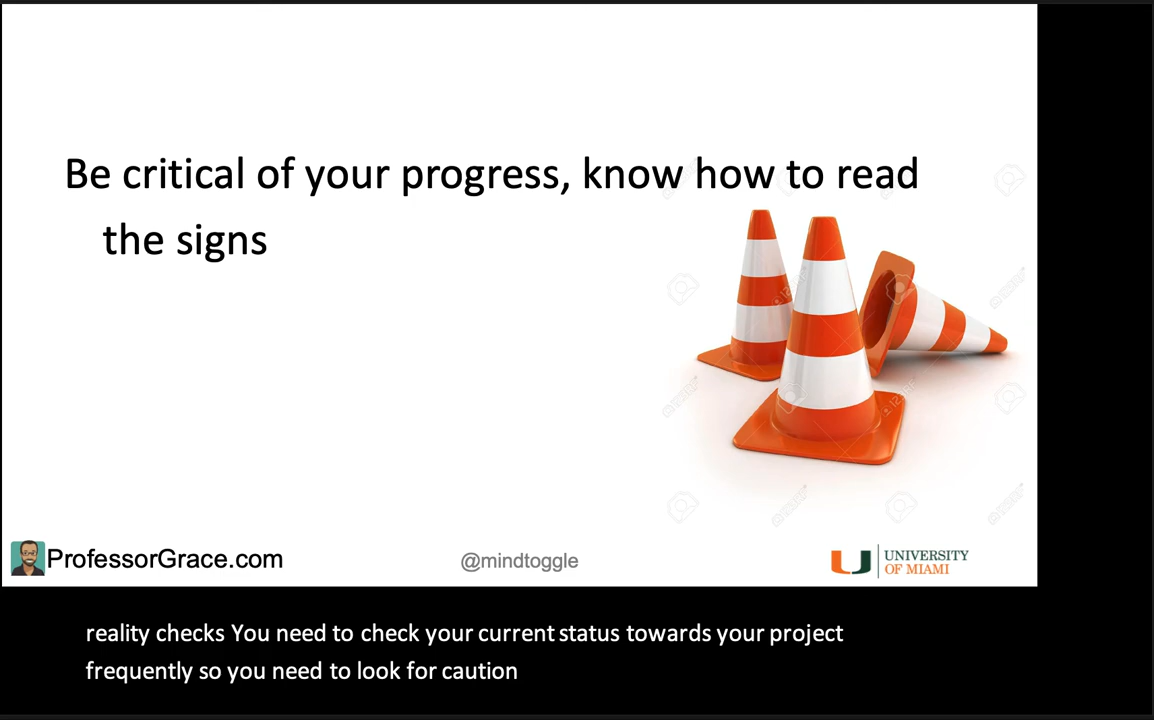 Be critical of your progress, know how to read
the signs
ProfessorGrace.com
@mindtoggle
UNIVERSITY
OF MIAMI
reality checks You need to check your current status towards your project
frequently so you need to look for caution